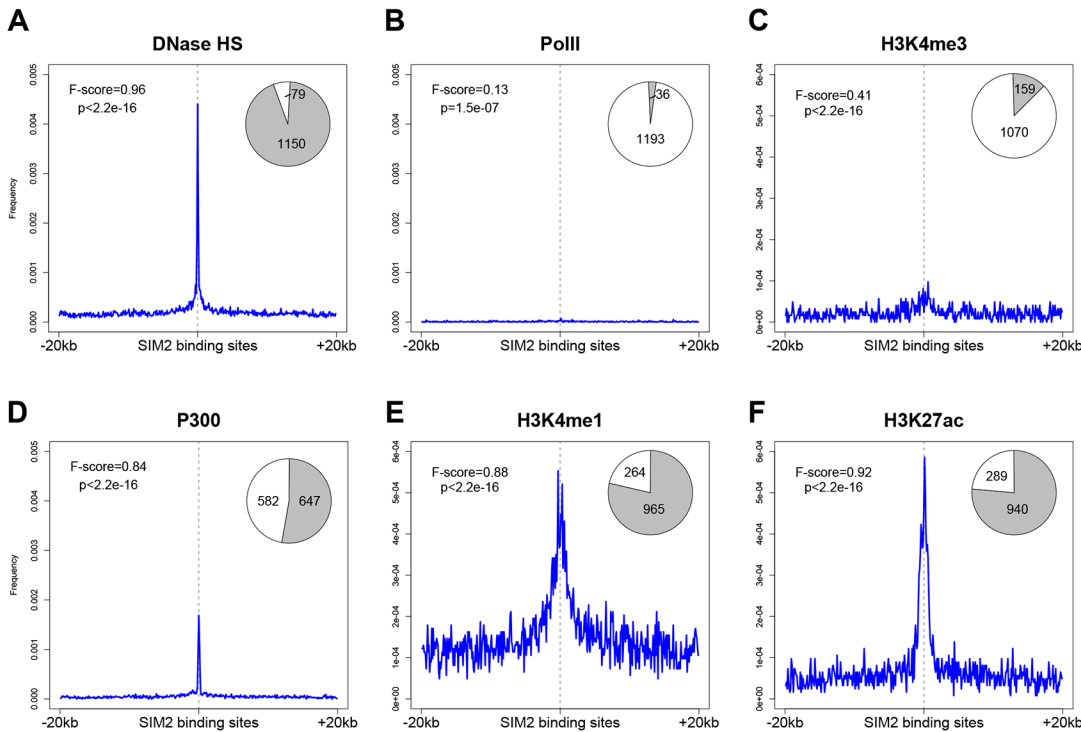 A
DNase HS
F-score=0.96
p<2.2e-16
79
1150
Frequency
0.005
0.004
0.003
0.002
0.001
0.000
-20kb
SIM2 binding sites
+20kb
B
PolII
F-score=0.13
p=1.5e-07
36
1193
0.005
0.004
0.003
0.002
0.001
0.000
-20kb
SIM2 binding sites
+20kb
C
H3K4me3
F-score=0.41
p<2.2e-16
159
1070
6e-04
5e-04
4e-04
3e-04
2e-04
1e-04
0e+00
-20kb
SIM2 binding sites
+20kb
D
P300
F-score=0.84
p<2.2e-16
582
647
Frequency
0.005
0.004
0.003
0.002
0.001
0.000
-20kb
SIM2 binding sites
+20kb
E
H3K4me1
F-score=0.88
p<2.2e-16
264
965
6e-04
5e-04
4e-04
3e-04
2e-04
1e-04
0e+00
-20kb
SIM2 binding sites
+20kb
F
H3K27ac
F-score=0.92
p<2.2e-16
289
940
6e-04
5e-04
4e-04
3e-04
2e-04
1e-04
0e+00
-20kb
SIM2 binding sites
+20kb